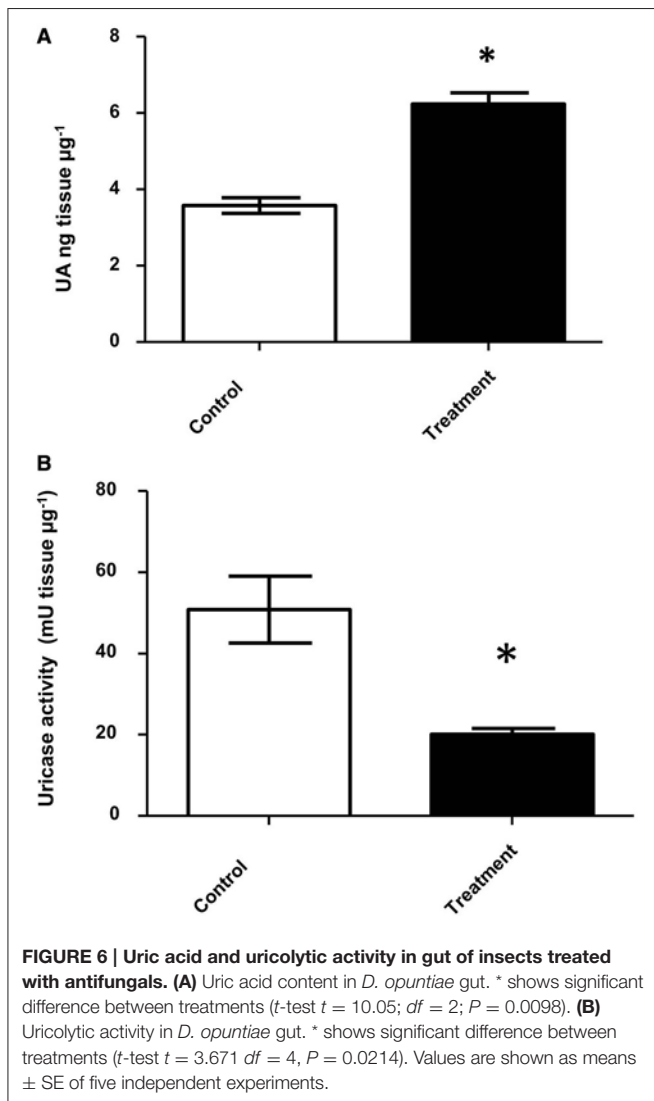 A
8
*
6
4
2
0
UA ng tissue µg⁻¹
Control
Treatment
B
80
60
*
40
20
0
Uricase activity (mU tissue µg⁻¹)
Control
Treatment
FIGURE 6 | Uric acid and uricolytic activity in gut of insects treated
with antifungals. (A) Uric acid content in D. opuntiae gut. * shows significant
difference between treatments (t-test t = 10.05; df = 2; P = 0.0098). (B)
Uricolytic activity in D. opuntiae gut. * shows significant difference between
treatments (t-test t = 3.671 df = 4, P = 0.0214). Values are shown as means
± SE of five independent experiments.